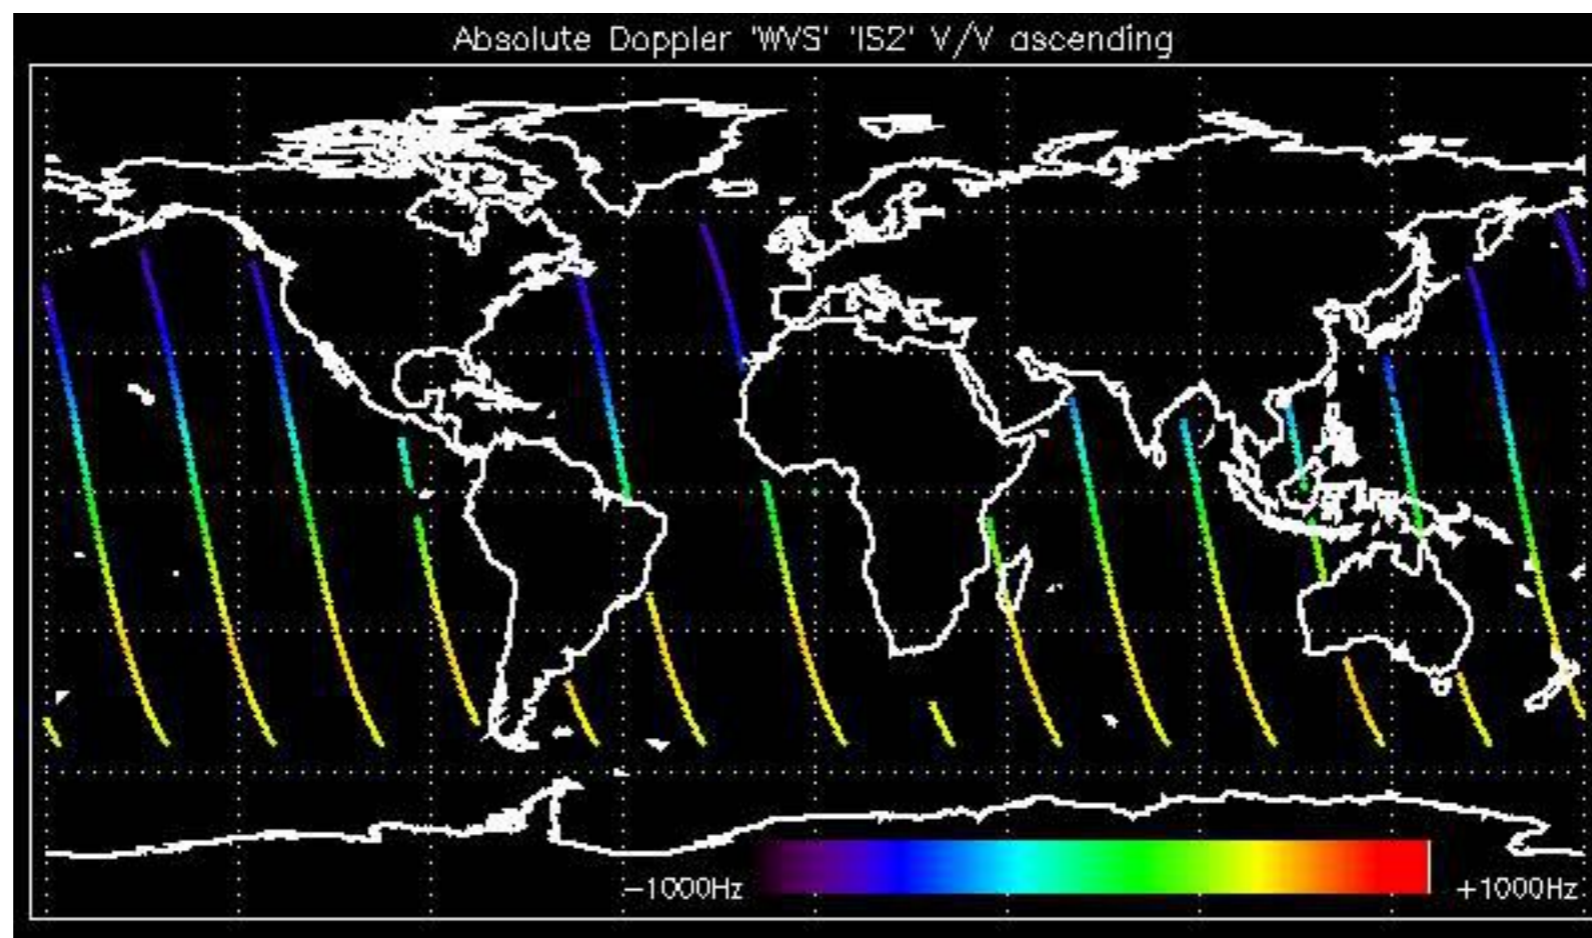 Absolute Doppler 'WVS' 'IS2' V/V ascending
-1000Hz +1000Hz